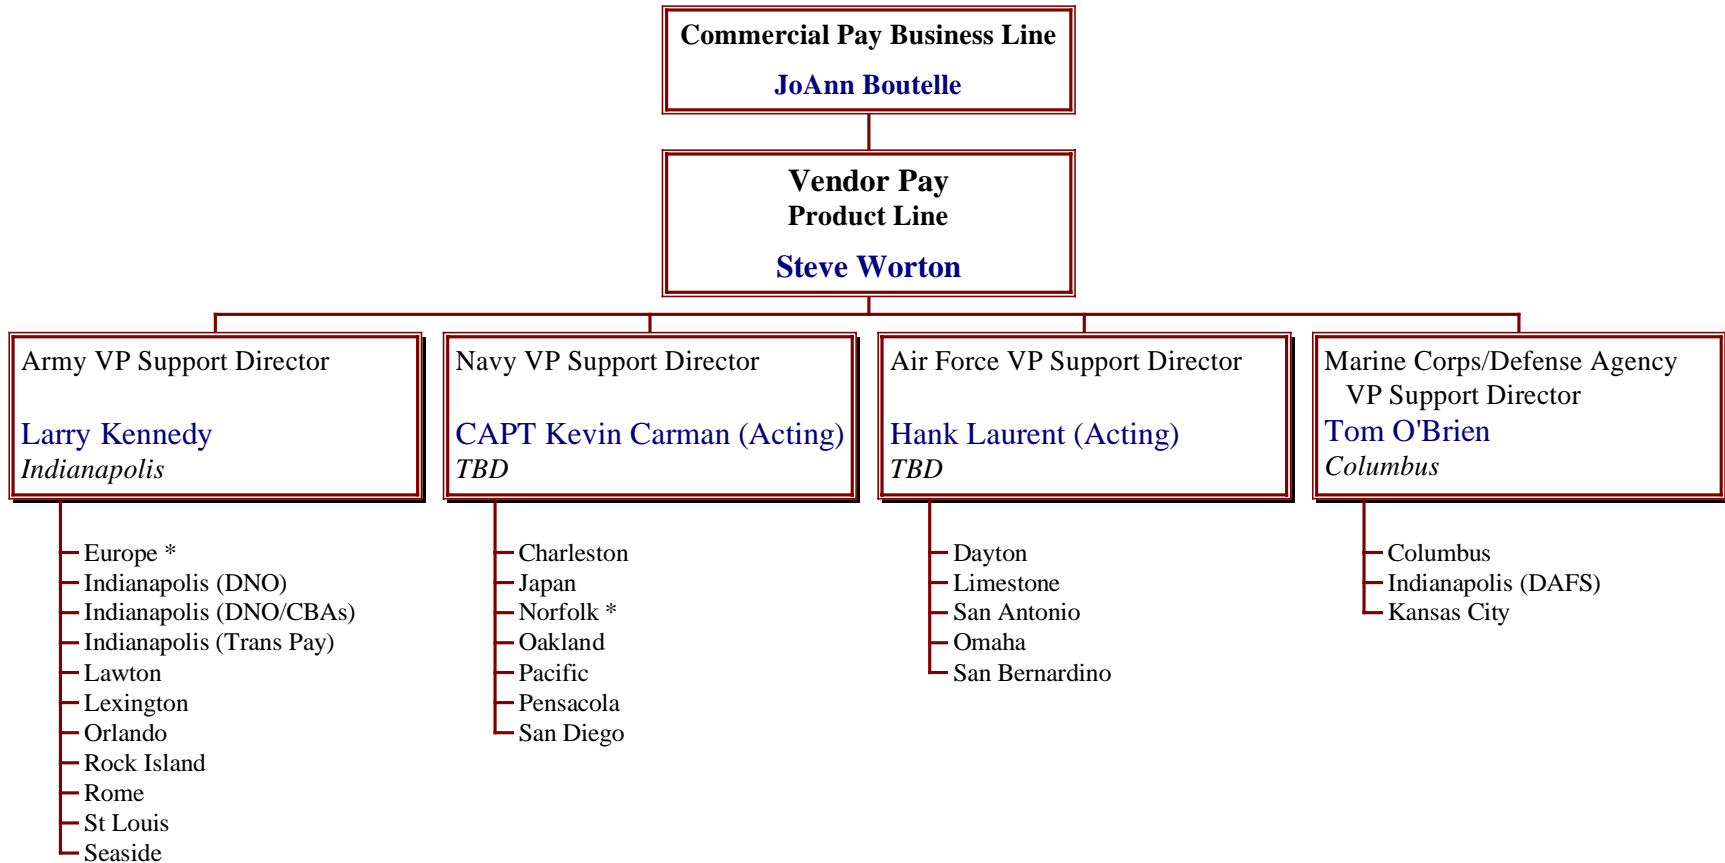 Commercial Pay Business Line
JoAnn Boutelle
Vendor Pay
Product Line
Steve Worton
Army VP Support Director
Larry Kennedy
Indianapolis
Europe *
Indianapolis (DNO)
Indianapolis (DNO/CBAs)
Indianapolis (Trans Pay)
Lawton
Lexington
Orlando
Rock Island
Rome
St Louis
Seaside
Navy VP Support Director
CAPT Kevin Carman (Acting)
TBD
Charleston
Japan
Norfolk *
Oakland
Pacific
Pensacola
San Diego
Air Force VP Support Director
Hank Laurent (Acting)
TBD
Dayton
Limestone
San Antonio
Omaha
San Bernardino
Marine Corps/Defense Agency
VP Support Director
Tom O'Brien
Columbus
Columbus
Indianapolis (DAFS)
Kansas City